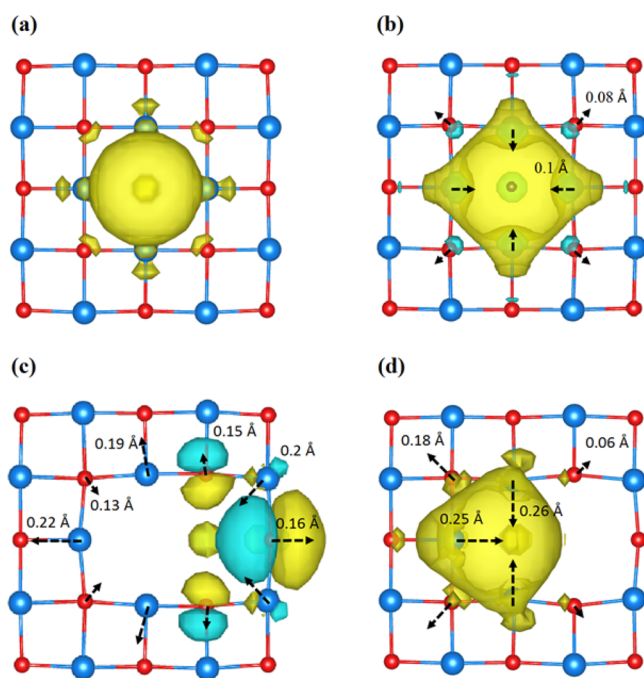 (a)
(b)
0.08 Å
0.1 Å
(c)
(d)
0.19 Å
0.15 Å
0.2 Å
0.13 Å
0.22 Å
0.16 Å
0.18 Å
0.06 Å
0.25 Å
0.26 Å